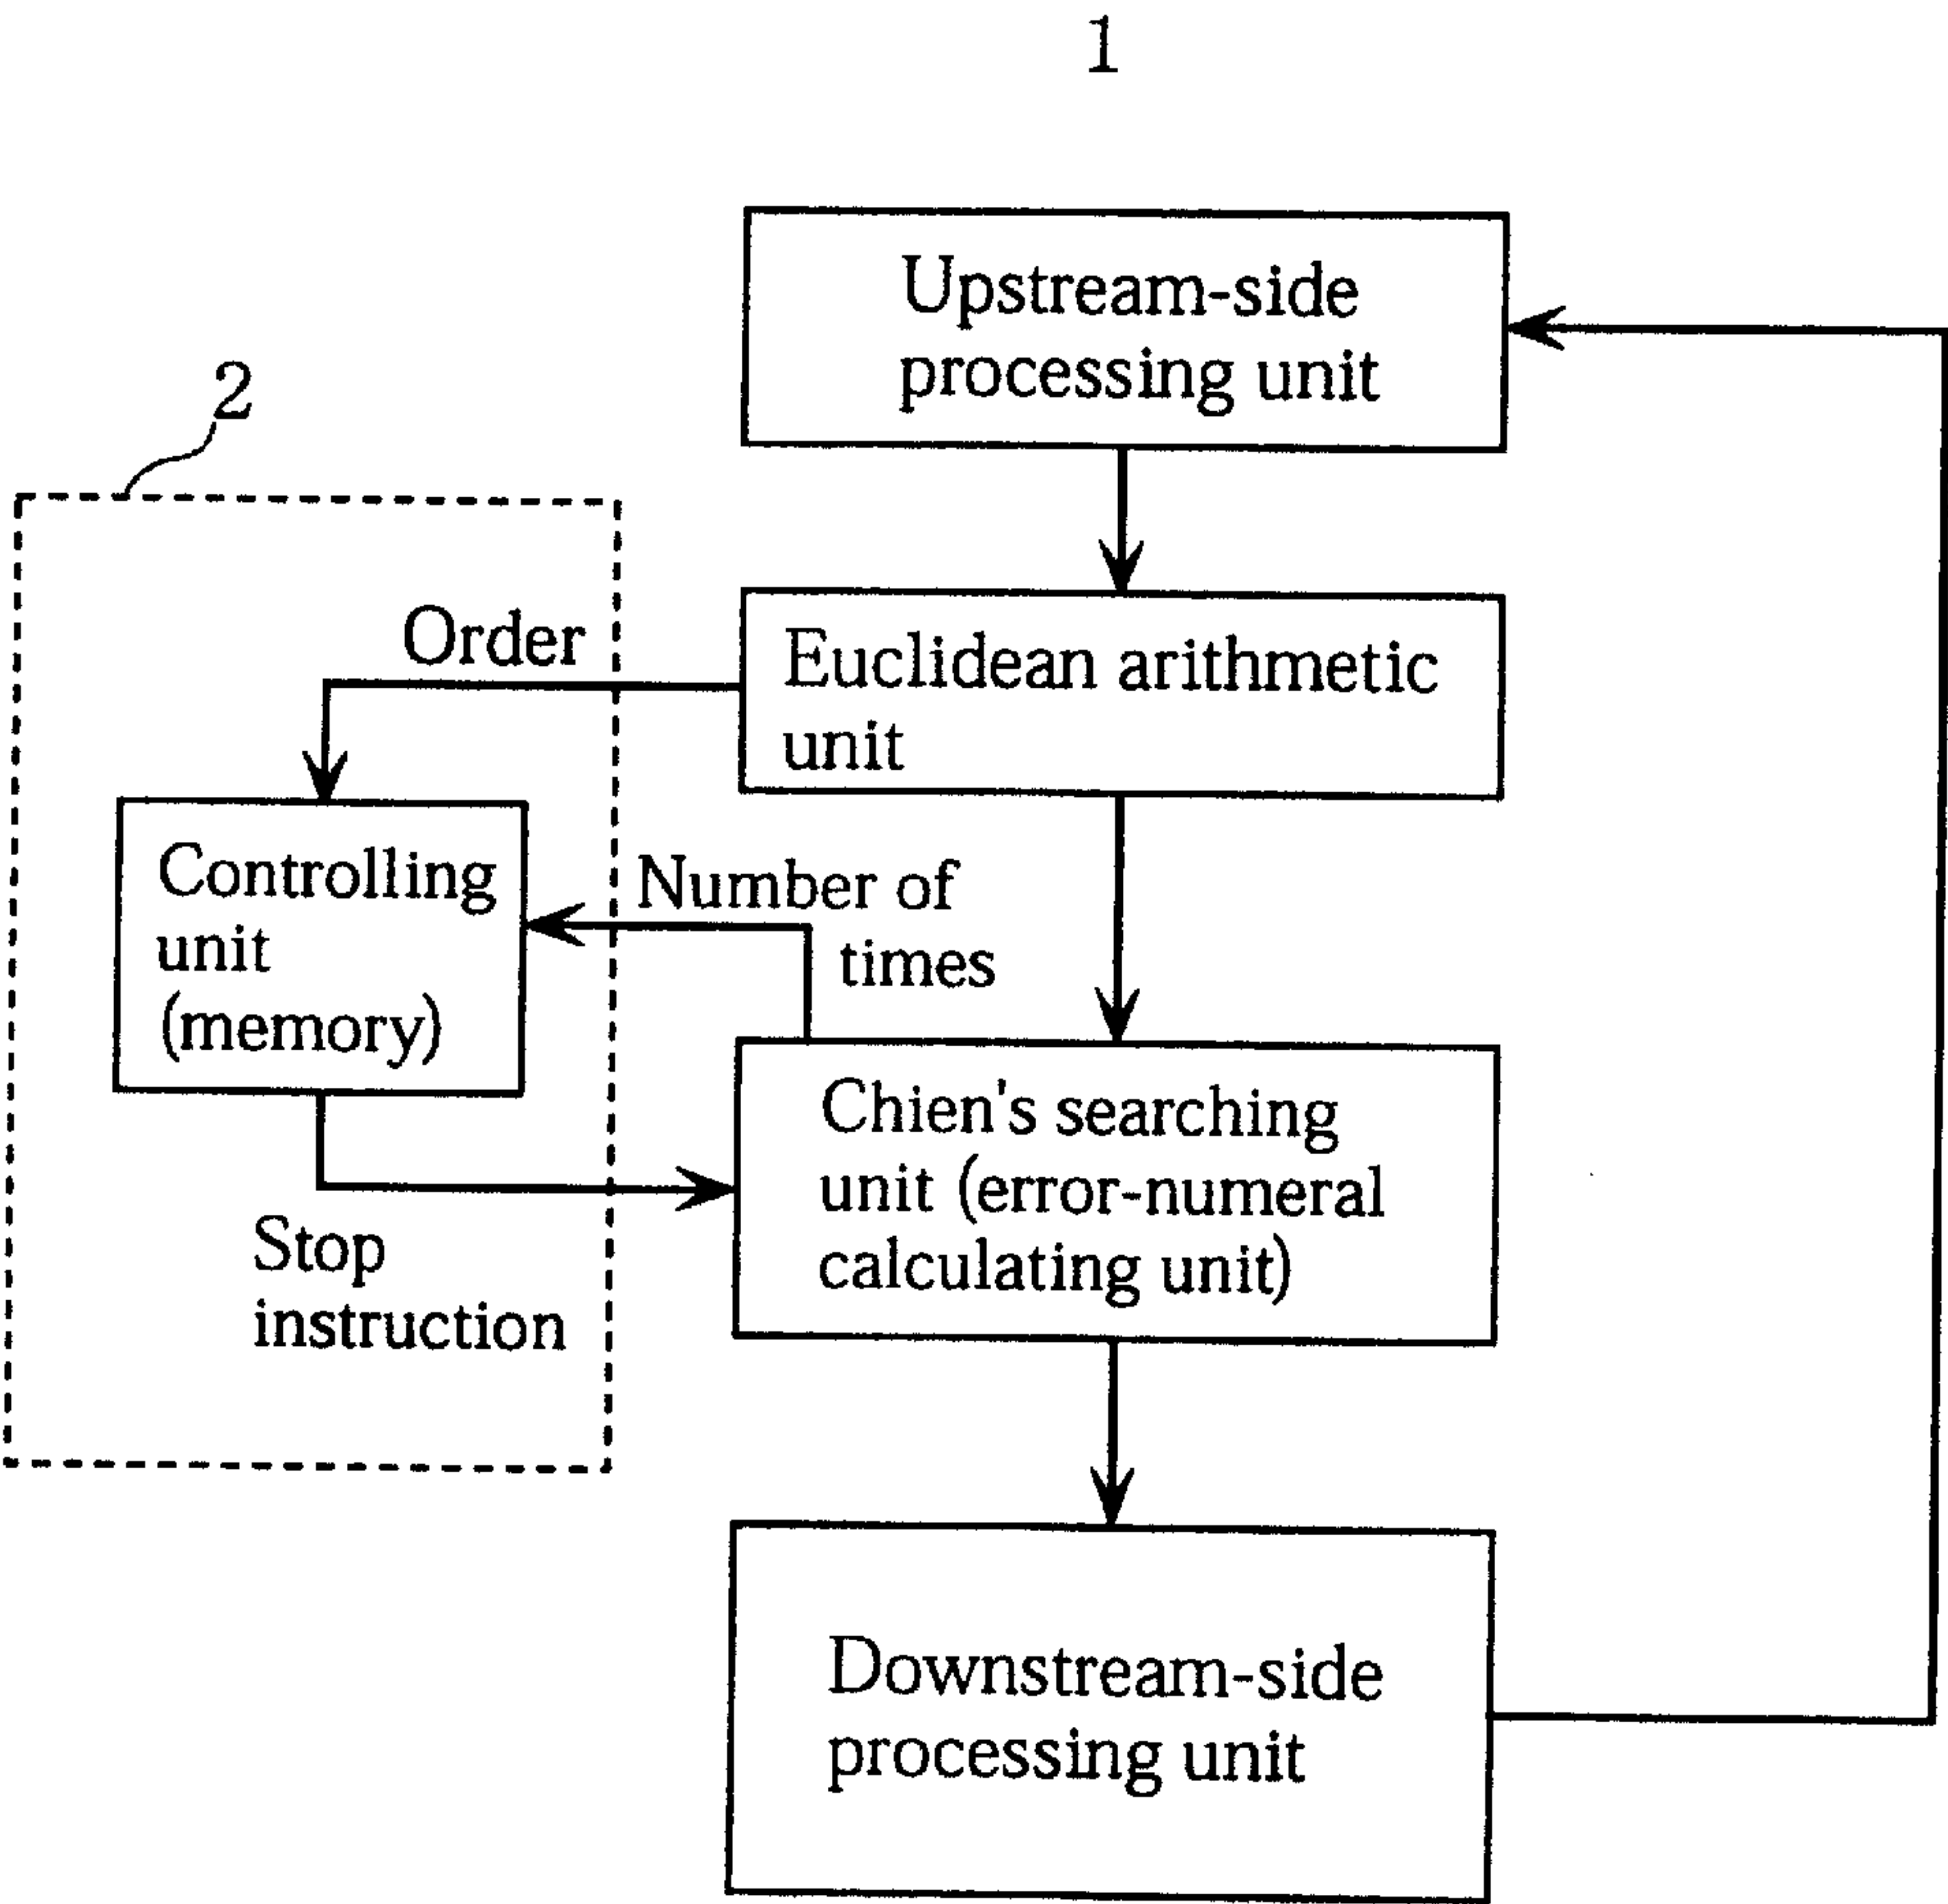 1
Upstream-side
processing unit
2
Order
Euclidean arithmetic
unit
Controlling
unit
(memory)
Number of
times
Chien's searching
unit (error-numeral
calculating unit)
Stop
instruction
Downstream-side
processing unit